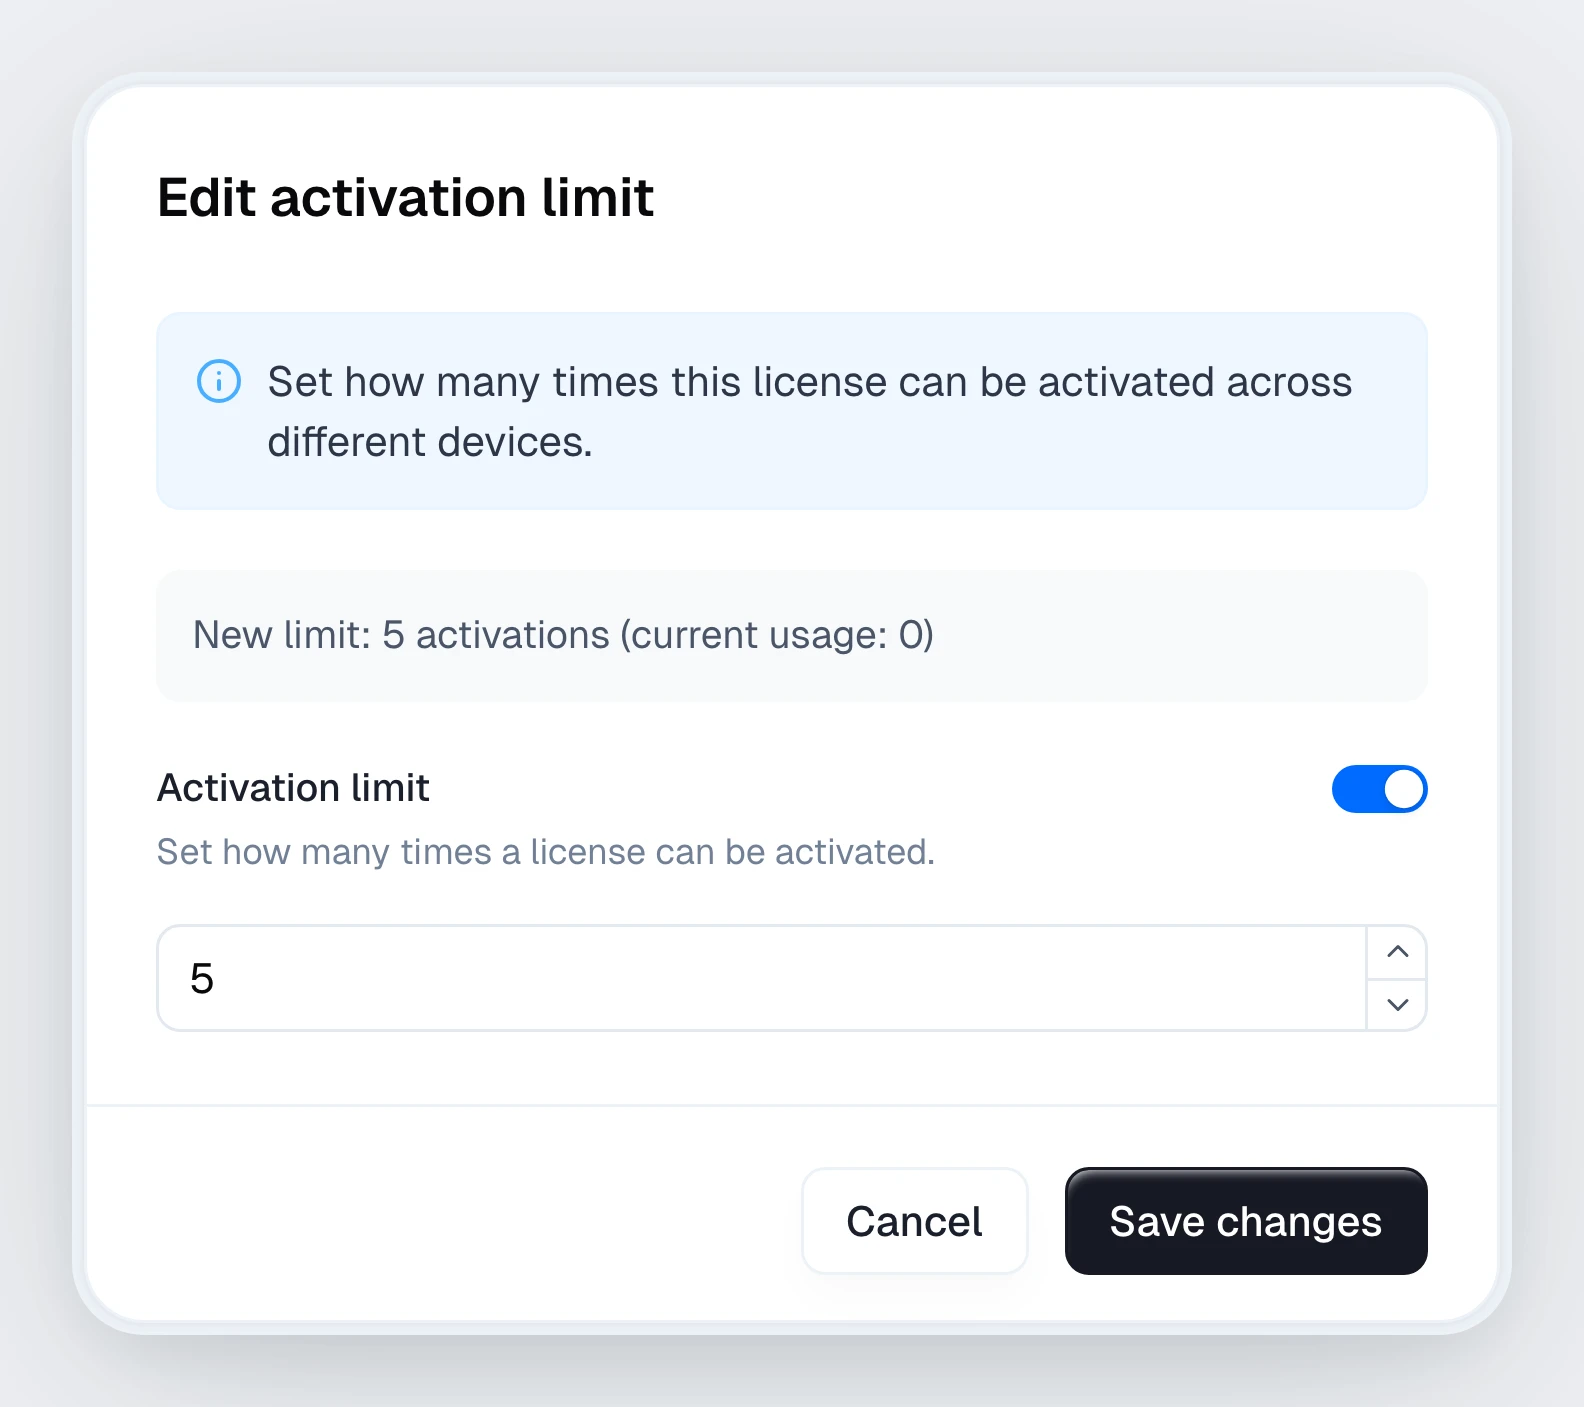 Edit activation limit
Set how many times this license can be activated across
different devices.
New limit: 5 activations (current usage: 0)
Activation limit
Set how many times a license can be activated.
5
Cancel
Save changes